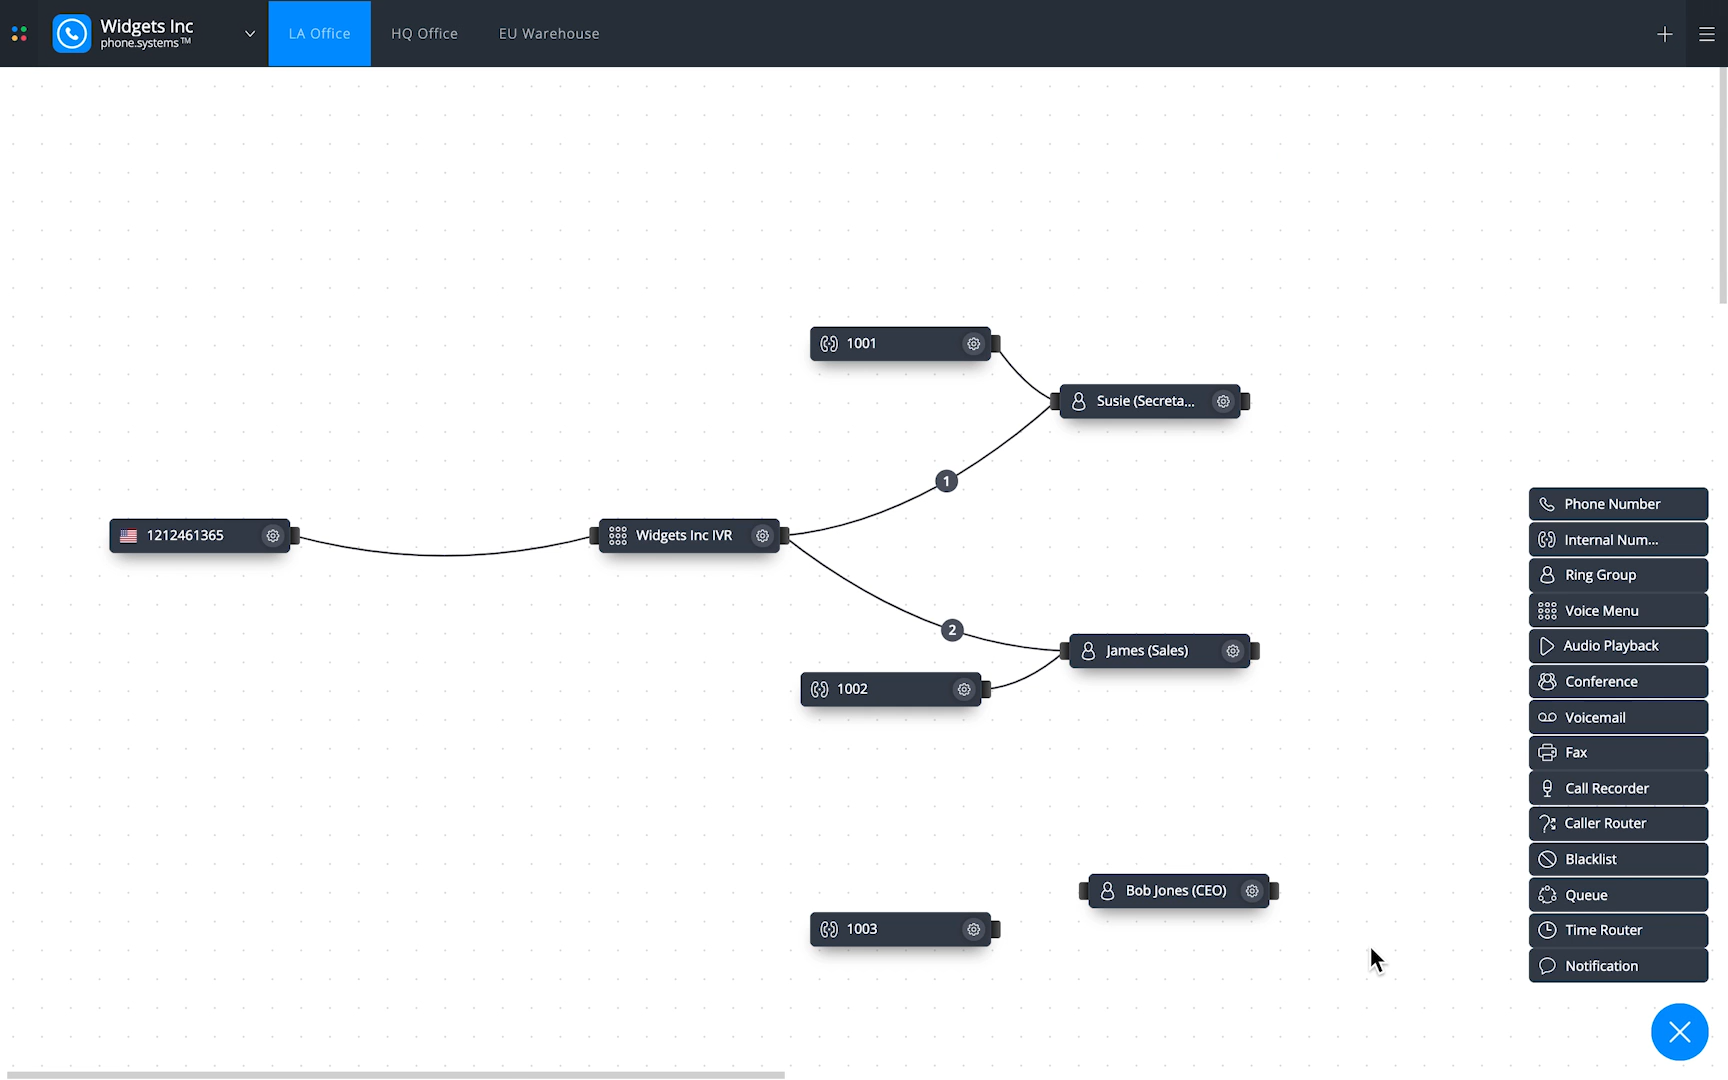 Widgets Inc
phone.systems™
LA Office
HQ Office
EU Warehouse
1001
Susie (Secreta...
1
1212461365
Widgets Inc IVR
2
James (Sales)
1002
Bob Jones (CEO)
1003
Phone Number
Internal Num...
Ring Group
Voice Menu
Audio Playback
Conference
Voicemail
Fax
Call Recorder
Caller Router
Blacklist
Queue
Time Router
Notification